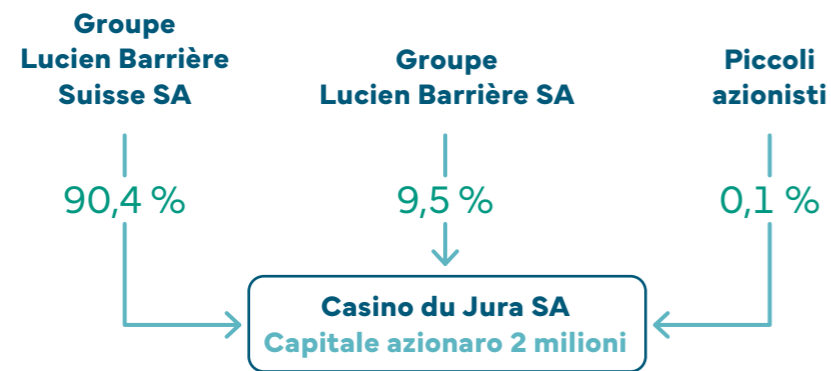 Groupe
Lucien Barrière
Suisse SA
Groupe
Lucien Barrière SA
Piccoli
azionisti
90,4 %
9,5 %
0,1 %
Casino du Jura SA
Capitale azionaro 2 milioni